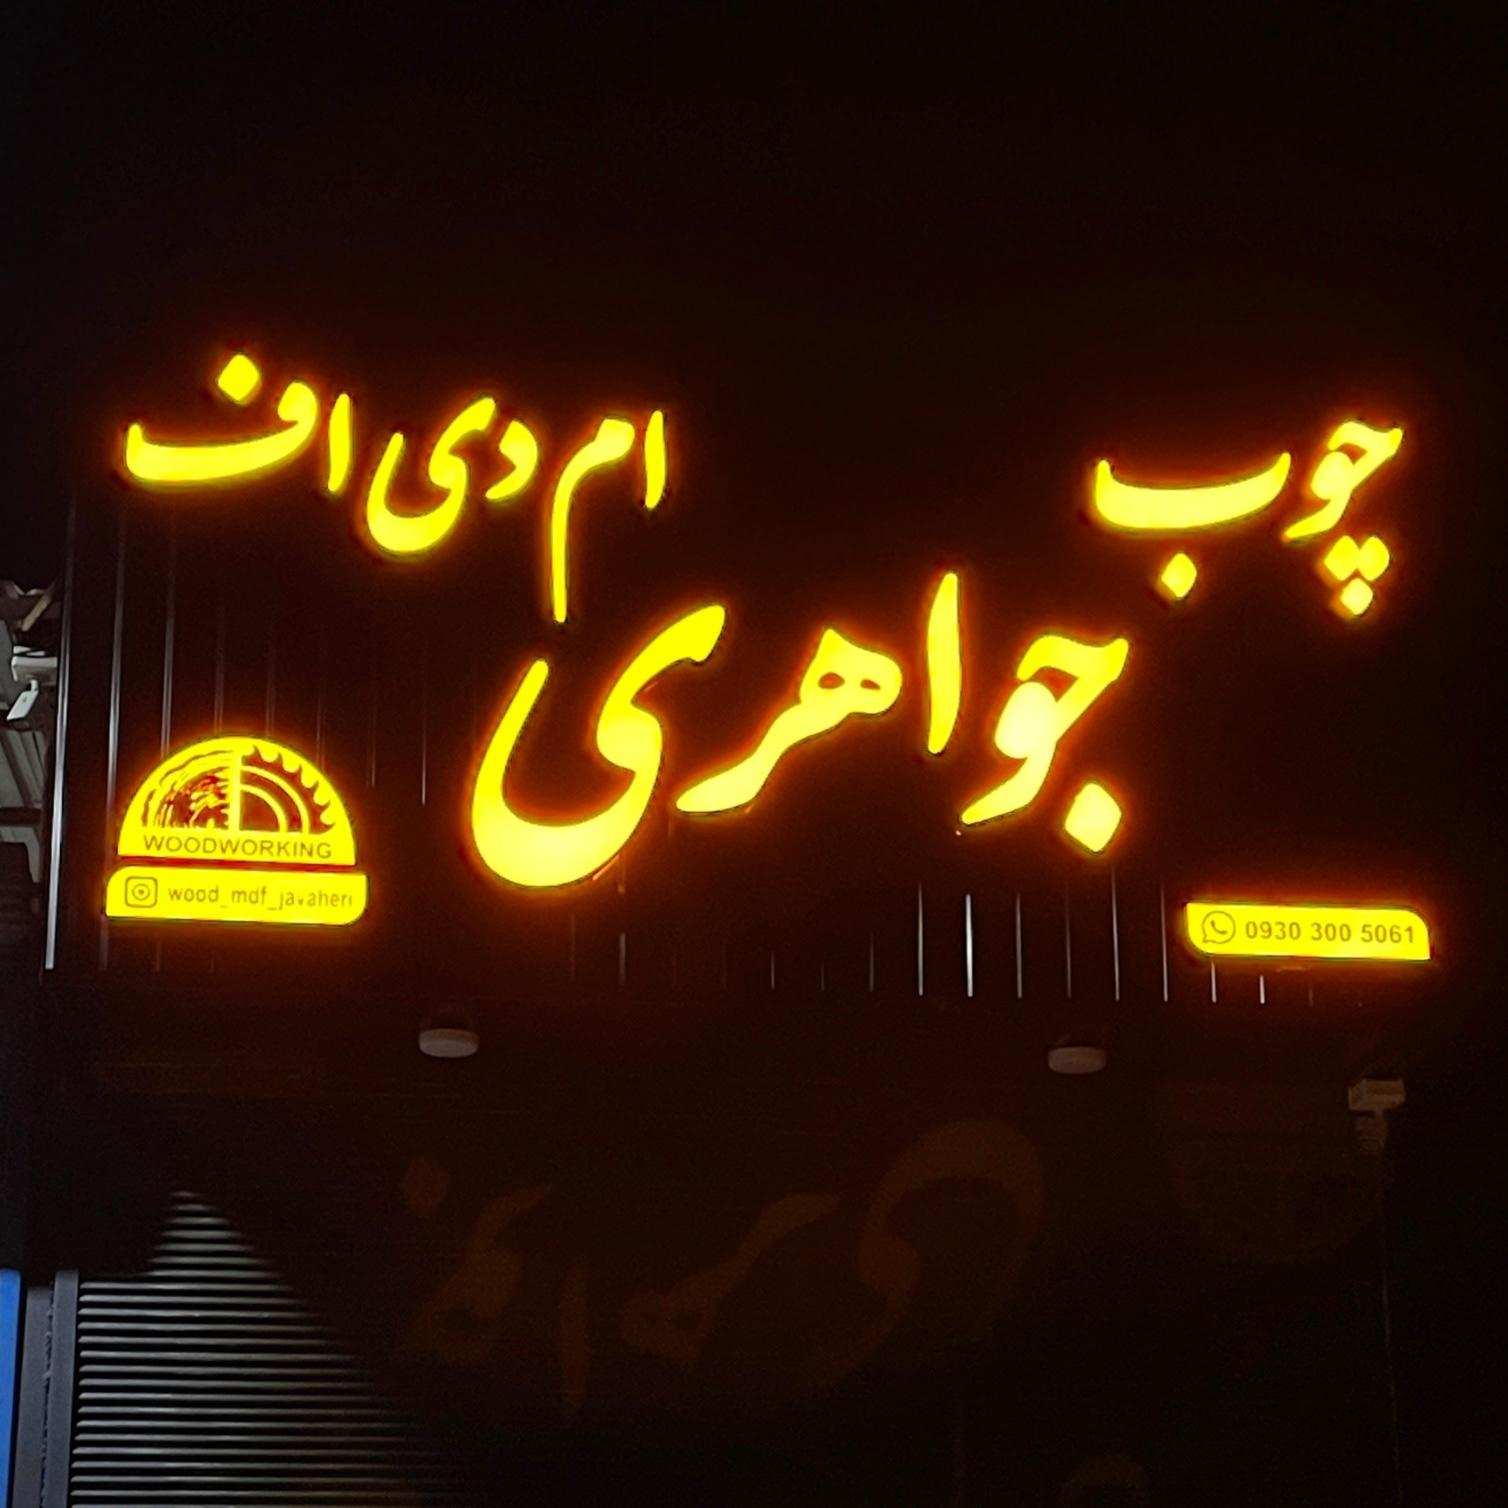 چوب ام دی اف
جواهری
WOODWORKING
wood_mdf_javaheri
0930 300 5061